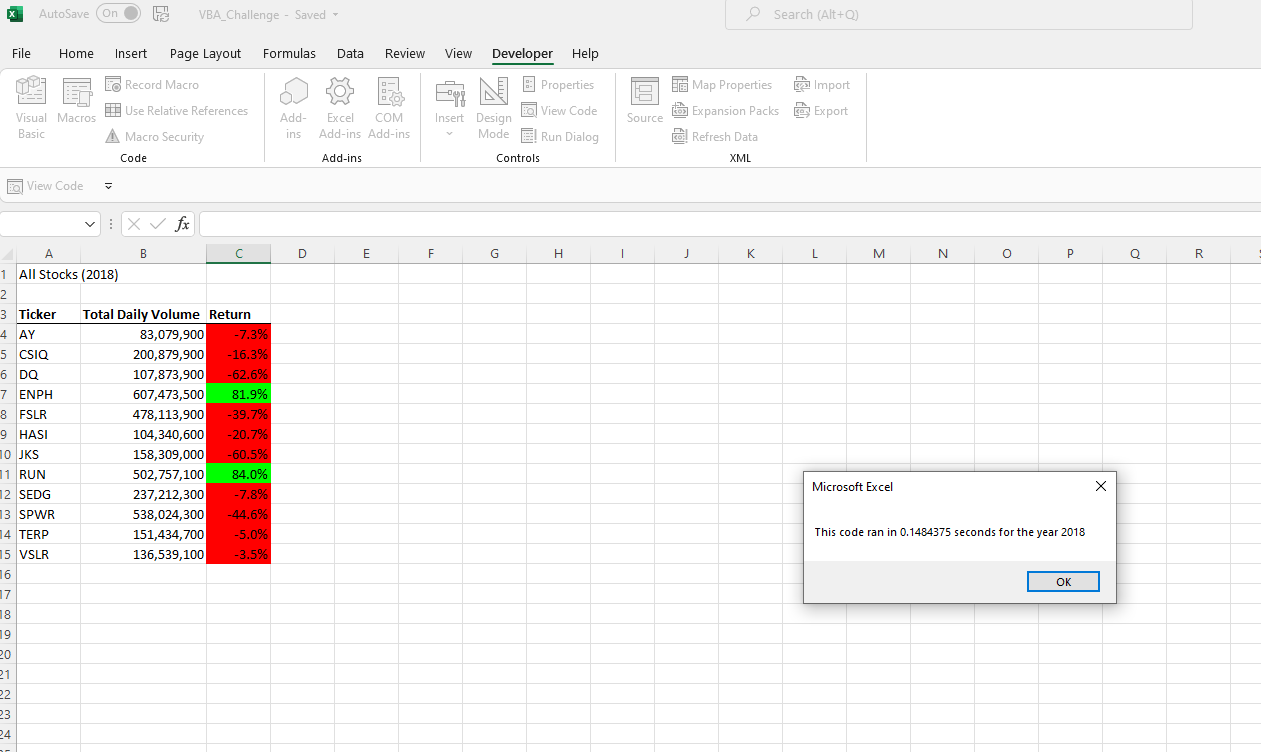 AutoSave On VBA_Challenge - Saved Search (Alt+Q)
File Home Insert Page Layout Formulas Data Review View Developer Help
Visual Basic
Macros
Record Macro
Use Relative References
Macro Security
Code
Add-ins
Excel Add-ins
COM Add-ins
Add-ins
Insert
Design Mode
Properties
View Code
Run Dialog
Controls
Source
Map Properties
Expansion Packs
Refresh Data
Import
Export
XML
View Code
fx
A B C D E F G H I J K L M N O P Q R
1 All Stocks (2018)
2
3 Ticker Total Daily Volume Return
4 AY 83,079,900 -7.3%
5 CSIQ 200,879,900 -16.3%
6 DQ 107,873,900 -62.6%
7 ENPH 607,473,500 81.9%
8 FSLR 478,113,900 -39.7%
9 HASI 104,340,600 -20.7%
10 JKS 158,309,000 -60.5%
11 RUN 502,757,100 84.0%
12 SEDG 237,212,300 -7.8%
13 SPWR 538,024,300 -44.6%
14 TERP 151,434,700 -5.0%
15 VSLR 136,539,100 -3.5%
16
17
18
19
20
21
22
23
24
Microsoft Excel
This code ran in 0.1484375 seconds for the year 2018
OK